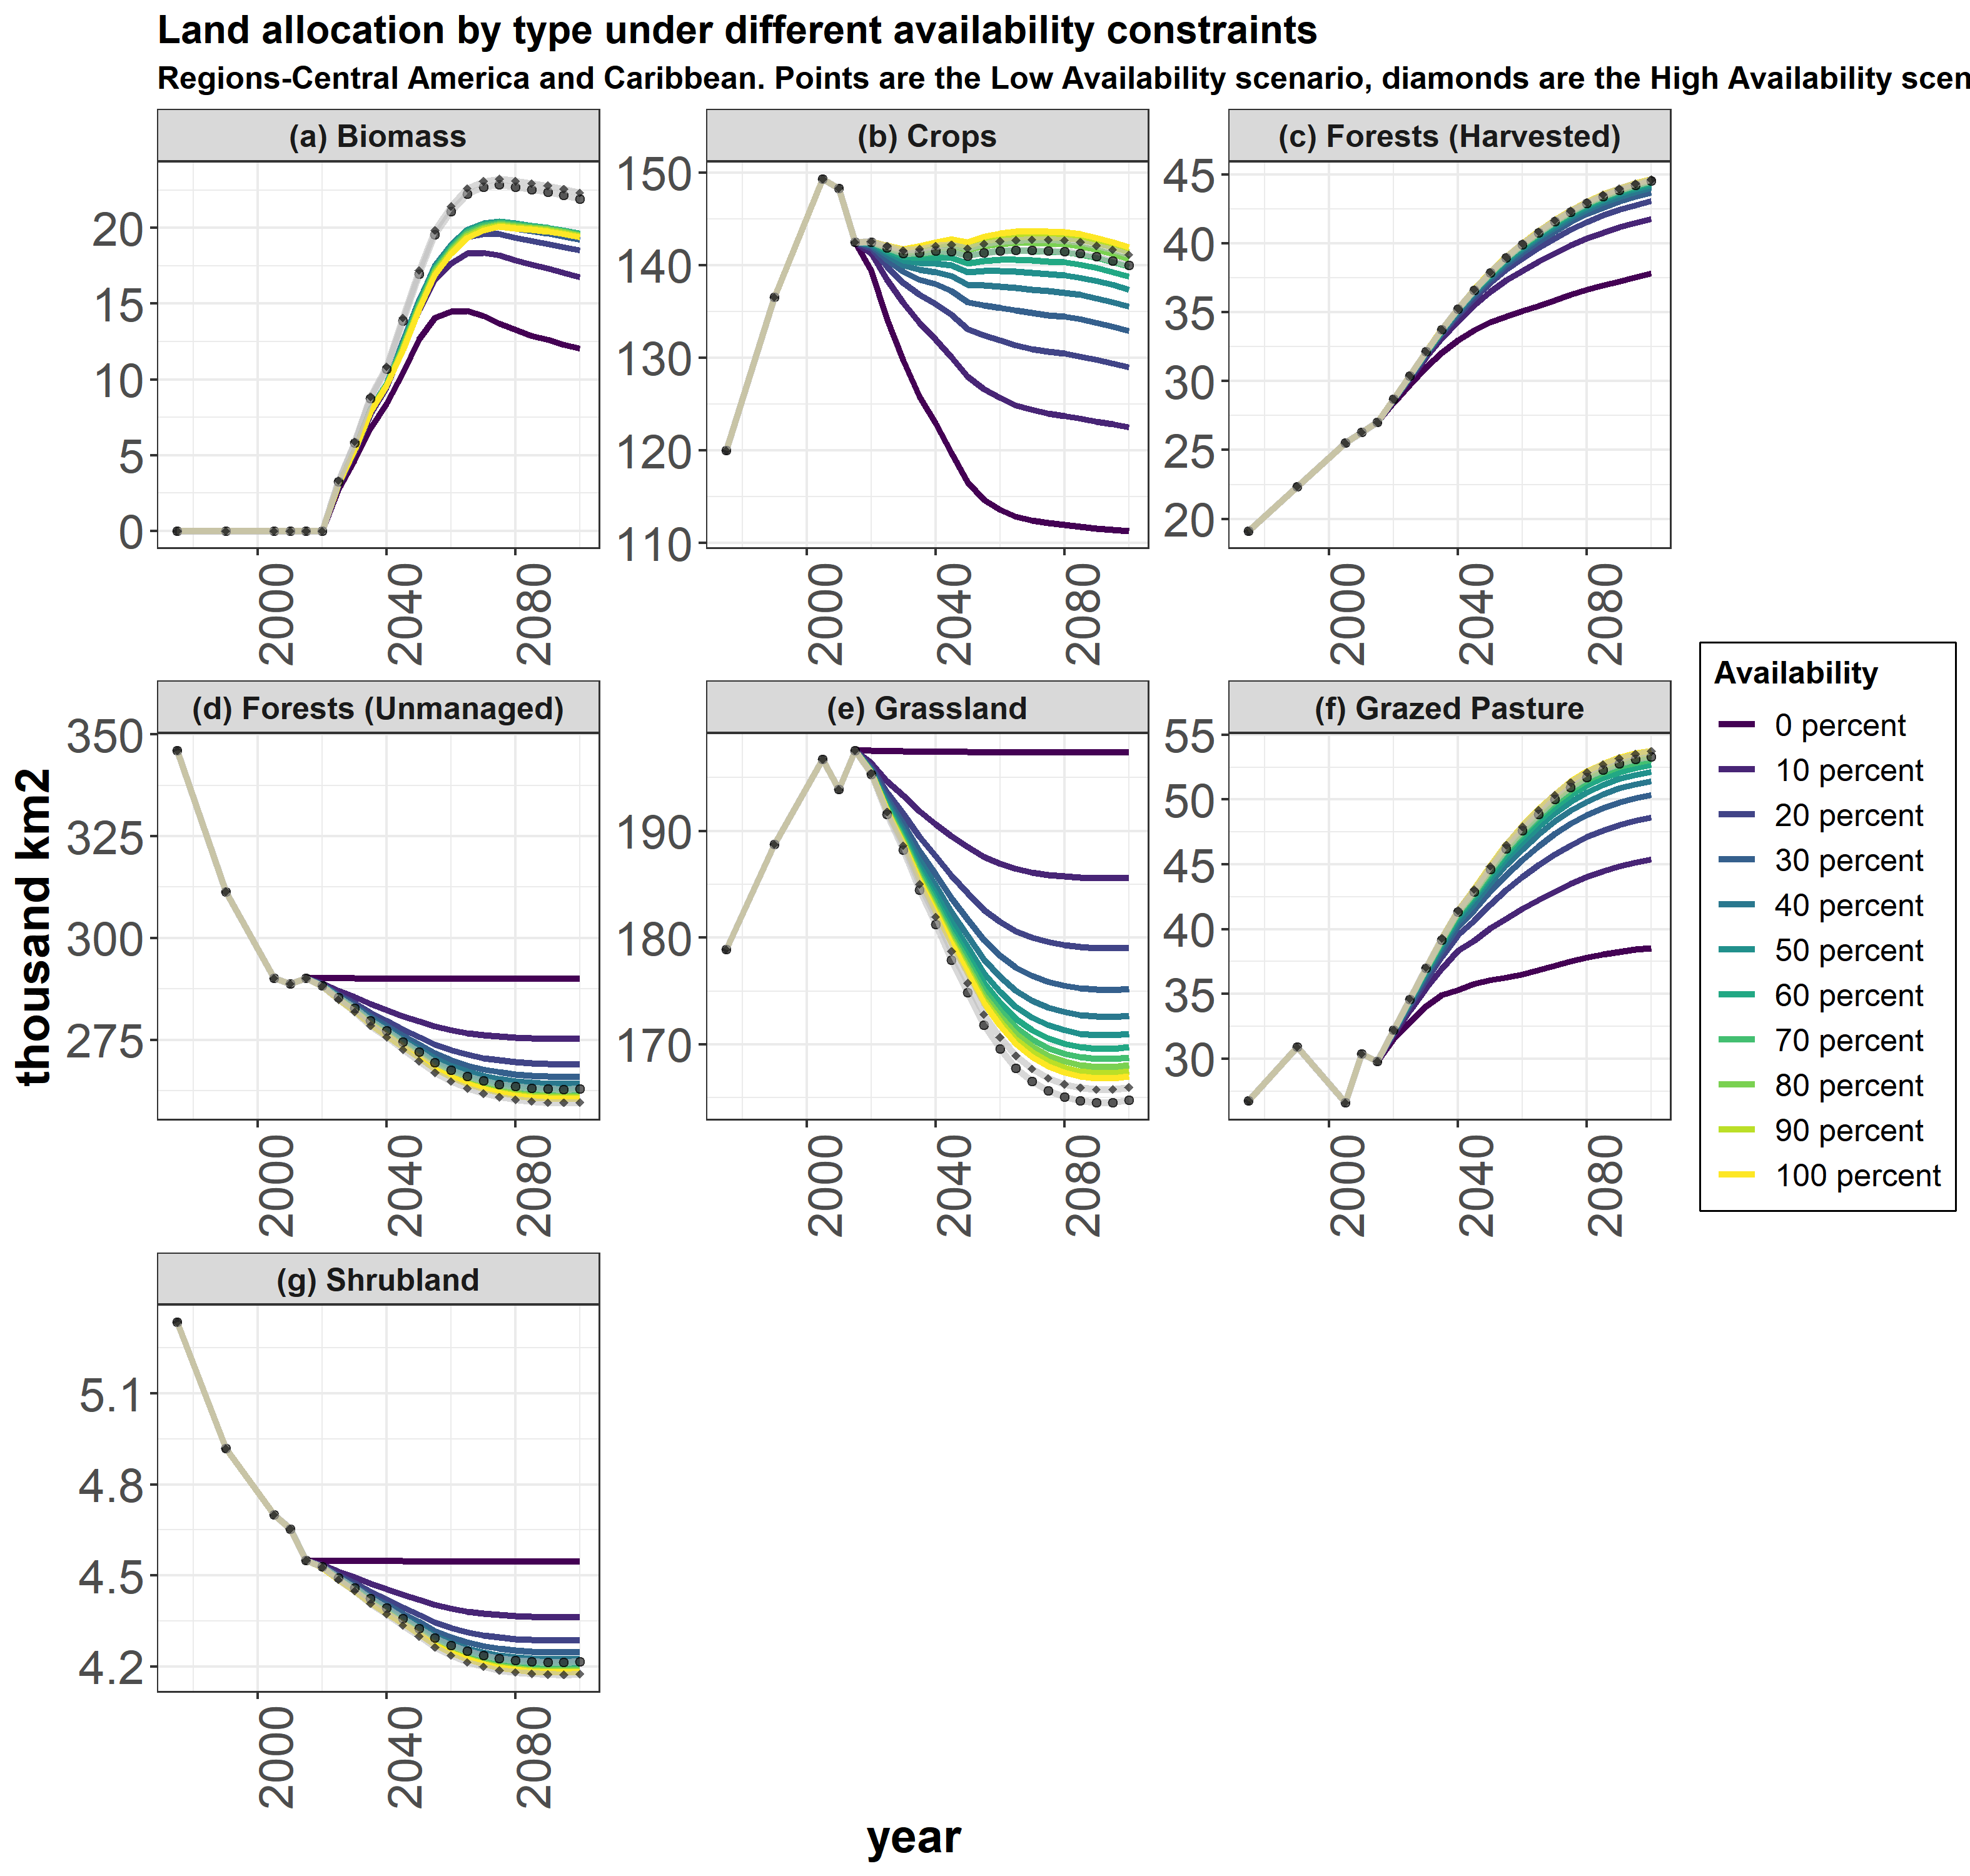 Land allocation by type under different availability constraints
Regions-Central America and Caribbean. Points are the Low Availability scenario, diamonds are the High Availability scen
(a) Biomass
(b) Crops
(c) Forests (Harvested)
20
15
10
5
0
150
140
130
120
110
45
40
35
30
25
20
2000
2040
2080
2000
2040
2080
2000
2040
2080
(d) Forests (Unmanaged)
(e) Grassland
(f) Grazed Pasture
350
325
300
275
190
180
170
55
50
45
40
35
30
2000
2040
2080
2000
2040
2080
2000
2040
2080
(g) Shrubland
5.1
4.8
4.5
4.2
2000
2040
2080
thousand km2
year
Availability
0 percent
10 percent
20 percent
30 percent
40 percent
50 percent
60 percent
70 percent
80 percent
90 percent
100 percent